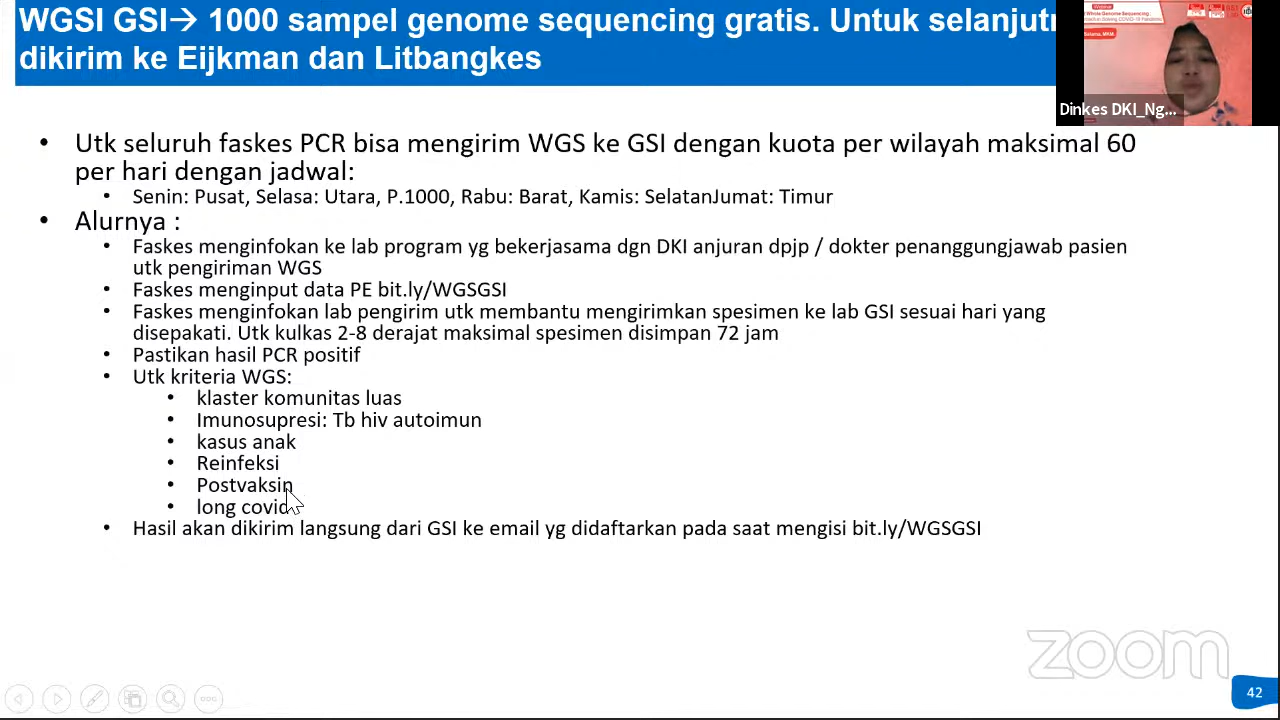 WGSI GSI→ 1000 sampel genome sequencing gratis. Untuk
dikirim ke Eijkman dan Litbangkes
Webinar
Whole Genome Sequencing :
Dinkes DKI_Ng...
• Utk seluruh faskes PCR bisa mengirim WGS ke GSI dengan kuota per wilayah maksimal 60
per hari dengan jadwal:
• Senin: Pusat, Selasa: Utara, P.1000, Rabu: Barat, Kamis: SelatanJumat: Timur
• Alurnya :
• Faskes menginfokan ke lab program yg bekerjasama dgn DKI anjuran dpjp / dokter penanggungjawab pasien
utk pengiriman WGS
• Faskes menginput data PE bit.ly/WGSGSI
• Faskes menginfokan lab pengirim utk membantu mengirimkan spesimen ke lab GSI sesuai hari yang
disepakati. Utk kulkas 2-8 derajat maksimal spesimen disimpan 72 jam
• Pastikan hasil PCR positif
• Utk kriteria WGS:
• klaster komunitas luas
• Imunosupresi: Tb hiv autoimun
• kasus anak
• Reinfeksi
• Postvaksin
• long covid
• Hasil akan dikirim langsung dari GSI ke email yg didaftarkan pada saat mengisi bit.ly/WGSGSI
zoom
42